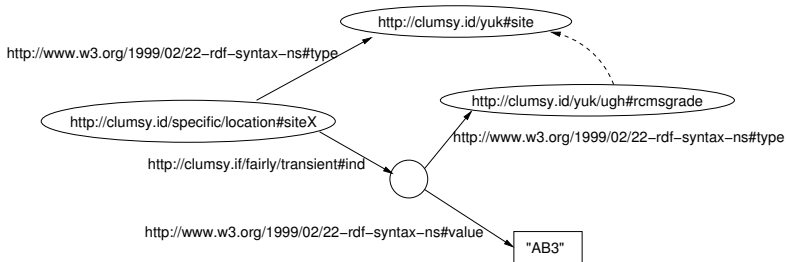 http://clumsy.id/yuk#site
http://www.w3.org/1999/02/22−rdf−syntax−ns#type
http://clumsy.id/yuk/ugh#rcmsgrade
http://clumsy.id/specific/location#siteX
http://www.w3.org/1999/02/22−rdf−syntax−ns#type
http://clumsy.if/fairly/transient#ind
http://www.w3.org/1999/02/22−rdf−syntax−ns#value
"AB3"